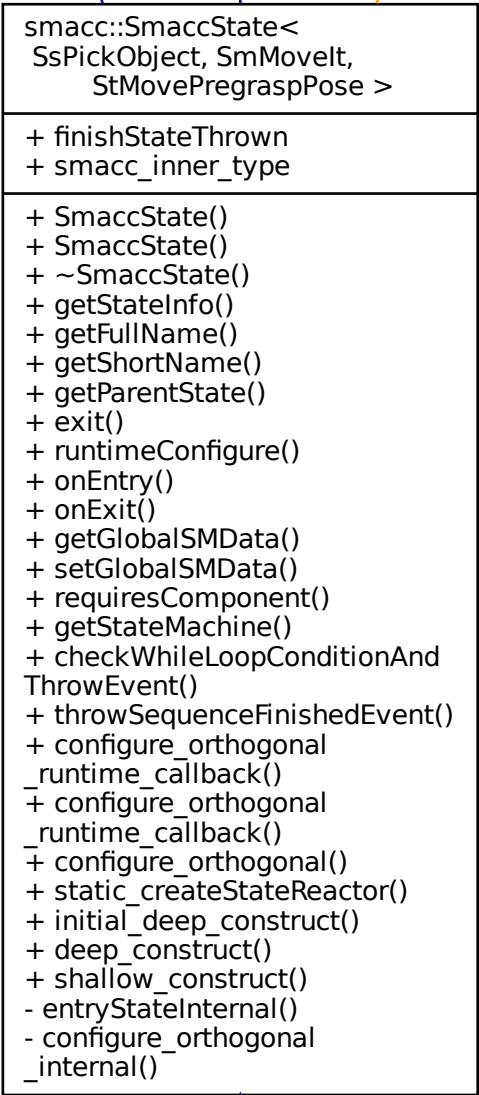 smacc::SmaccState<
SsPickObject, SmMoveIt,
StMovePregraspPose >
+ finishStateThrown
+ smacc_inner_type
+ SmaccState()
+ SmaccState()
+ ~SmaccState()
+ getStateInfo()
+ getFullName()
+ getShortName()
+ getParentState()
+ exit()
+ runtimeConfigure()
+ onEntry()
+ onExit()
+ getGlobalSMData()
+ setGlobalSMData()
+ requiresComponent()
+ getStateMachine()
+ checkWhileLoopConditionAnd
ThrowEvent()
+ throwSequenceFinishedEvent()
+ configure_orthogonal
_runtime_callback()
+ configure_orthogonal
_runtime_callback()
+ configure_orthogonal()
+ static_createStateReactor()
+ initial_deep_construct()
+ deep_construct()
+ shallow_construct()
- entryStateInternal()
- configure_orthogonal
_internal()